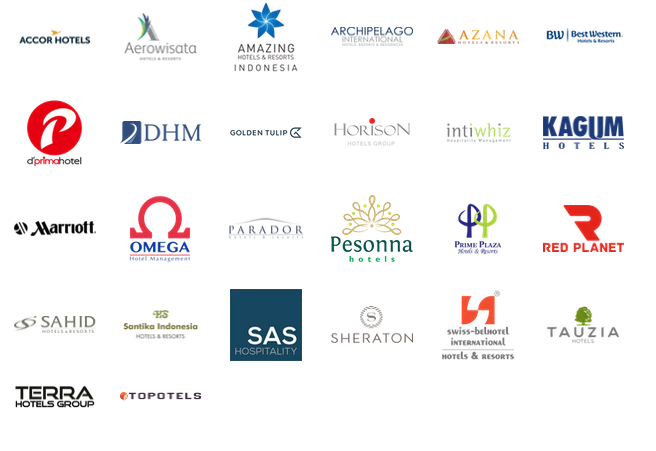 ACCOR HOTELS
Aerowisata
HOTELS & RESORTS
AMAZING
HOTELS & RESORTS
INDONESIA
ARCHIPELAGO
INTERNATIONAL
HOTELS, RESORTS & RESIDENCES
AZANA
HOTELS & RESORTS
BW Best Western
Hotels & Resorts
d'primahotel
DHM
GOLDEN TULIP
HORISON
HOTELS GROUP
intiwhiz
Hospitality Management
KAGUM
HOTELS
Marriott
OMEGA
Hotel Management
PARADOR
Hotels & Resorts
Pesonna
hotels
PRIME PLAZA
Hotels & Resorts
RED PLANET
SAHID
HOTELS & RESORTS
Santika Indonesia
HOTELS & RESORTS
SAS
HOSPITALITY
S
SHERATON
swiss-belhotel
INTERNATIONAL
HOTELS & RESORTS
TAUZIA
HOTELS
TERRA
HOTELS GROUP
TOPOTELS